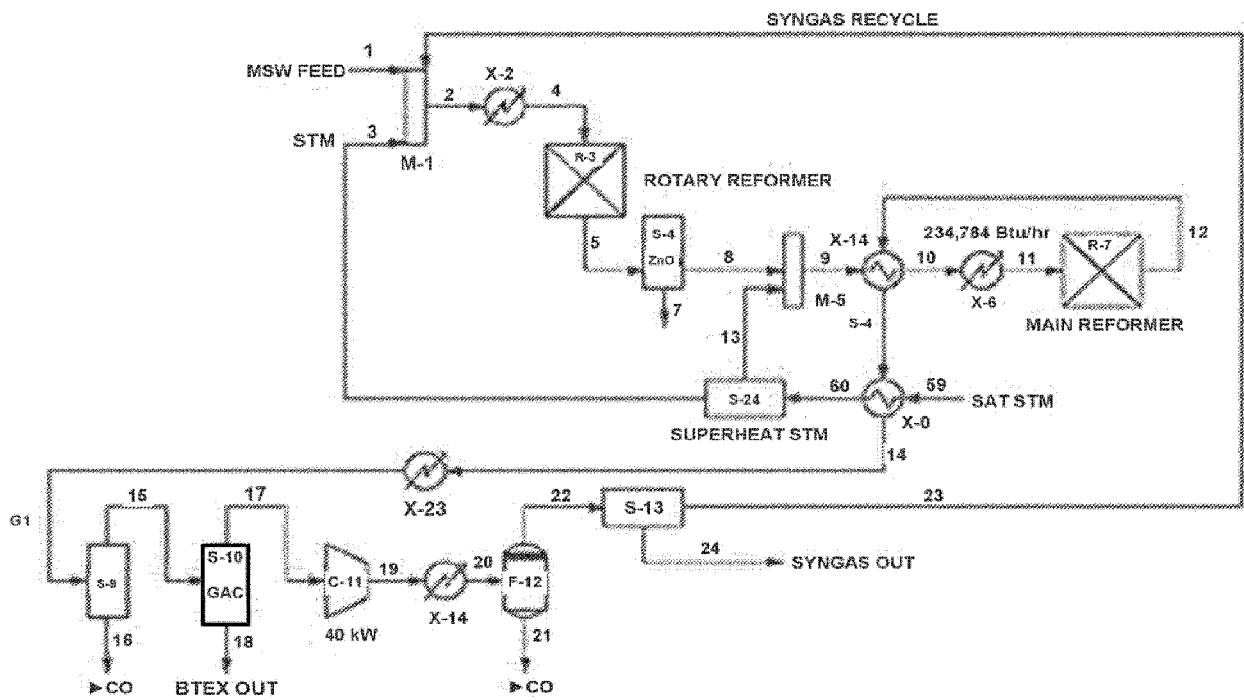 SYNGAS RECYCLE
1
MSW FEED
X-2
2
4
3
STM
M-1
R-3
ROTARY REFORMER
5
S-4
ZnO
7
8
9
M-5
13
X-14
234,784 Btu/hr
10
11
12
X-6
R-7
MAIN REFORMER
S-4
S-24
SUPERHEAT STM
60
59
SAT STM
X-0
14
X-23
G1
15
17
22
S-13
23
24
SYNGAS OUT
S-9
S-10
GAC
C-11
19
20
F-12
X-14
40 kW
16
18
21
►CO
BTEX OUT
►CO